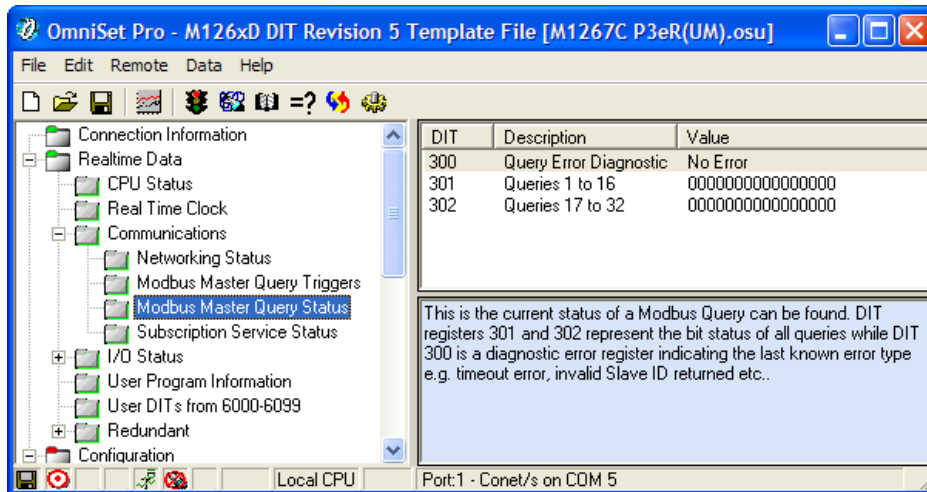 OmniSet Pro - M126xD DIT Revision 5 Template File [M1267C P3eR(UM).osu]
File Edit Remote Data Help
=?
Connection Information
Realtime Data
CPU Status
Real Time Clock
Communications
Networking Status
Modbus Master Query Triggers
Modbus Master Query Status
Subscription Service Status
I/O Status
User Program Information
User DITs from 6000-6099
Redundant
Configuration
DIT Description Value
300 Query Error Diagnostic No Error
301 Queries 1 to 16 0000000000000000
302 Queries 17 to 32 0000000000000000
This is the current status of a Modbus Query can be found. DIT
registers 301 and 302 represent the bit status of all queries while DIT
300 is a diagnostic error register indicating the last known error type
e.g. timeout error, invalid Slave ID returned etc..
Local CPU Port:1 - Conet/s on COM 5